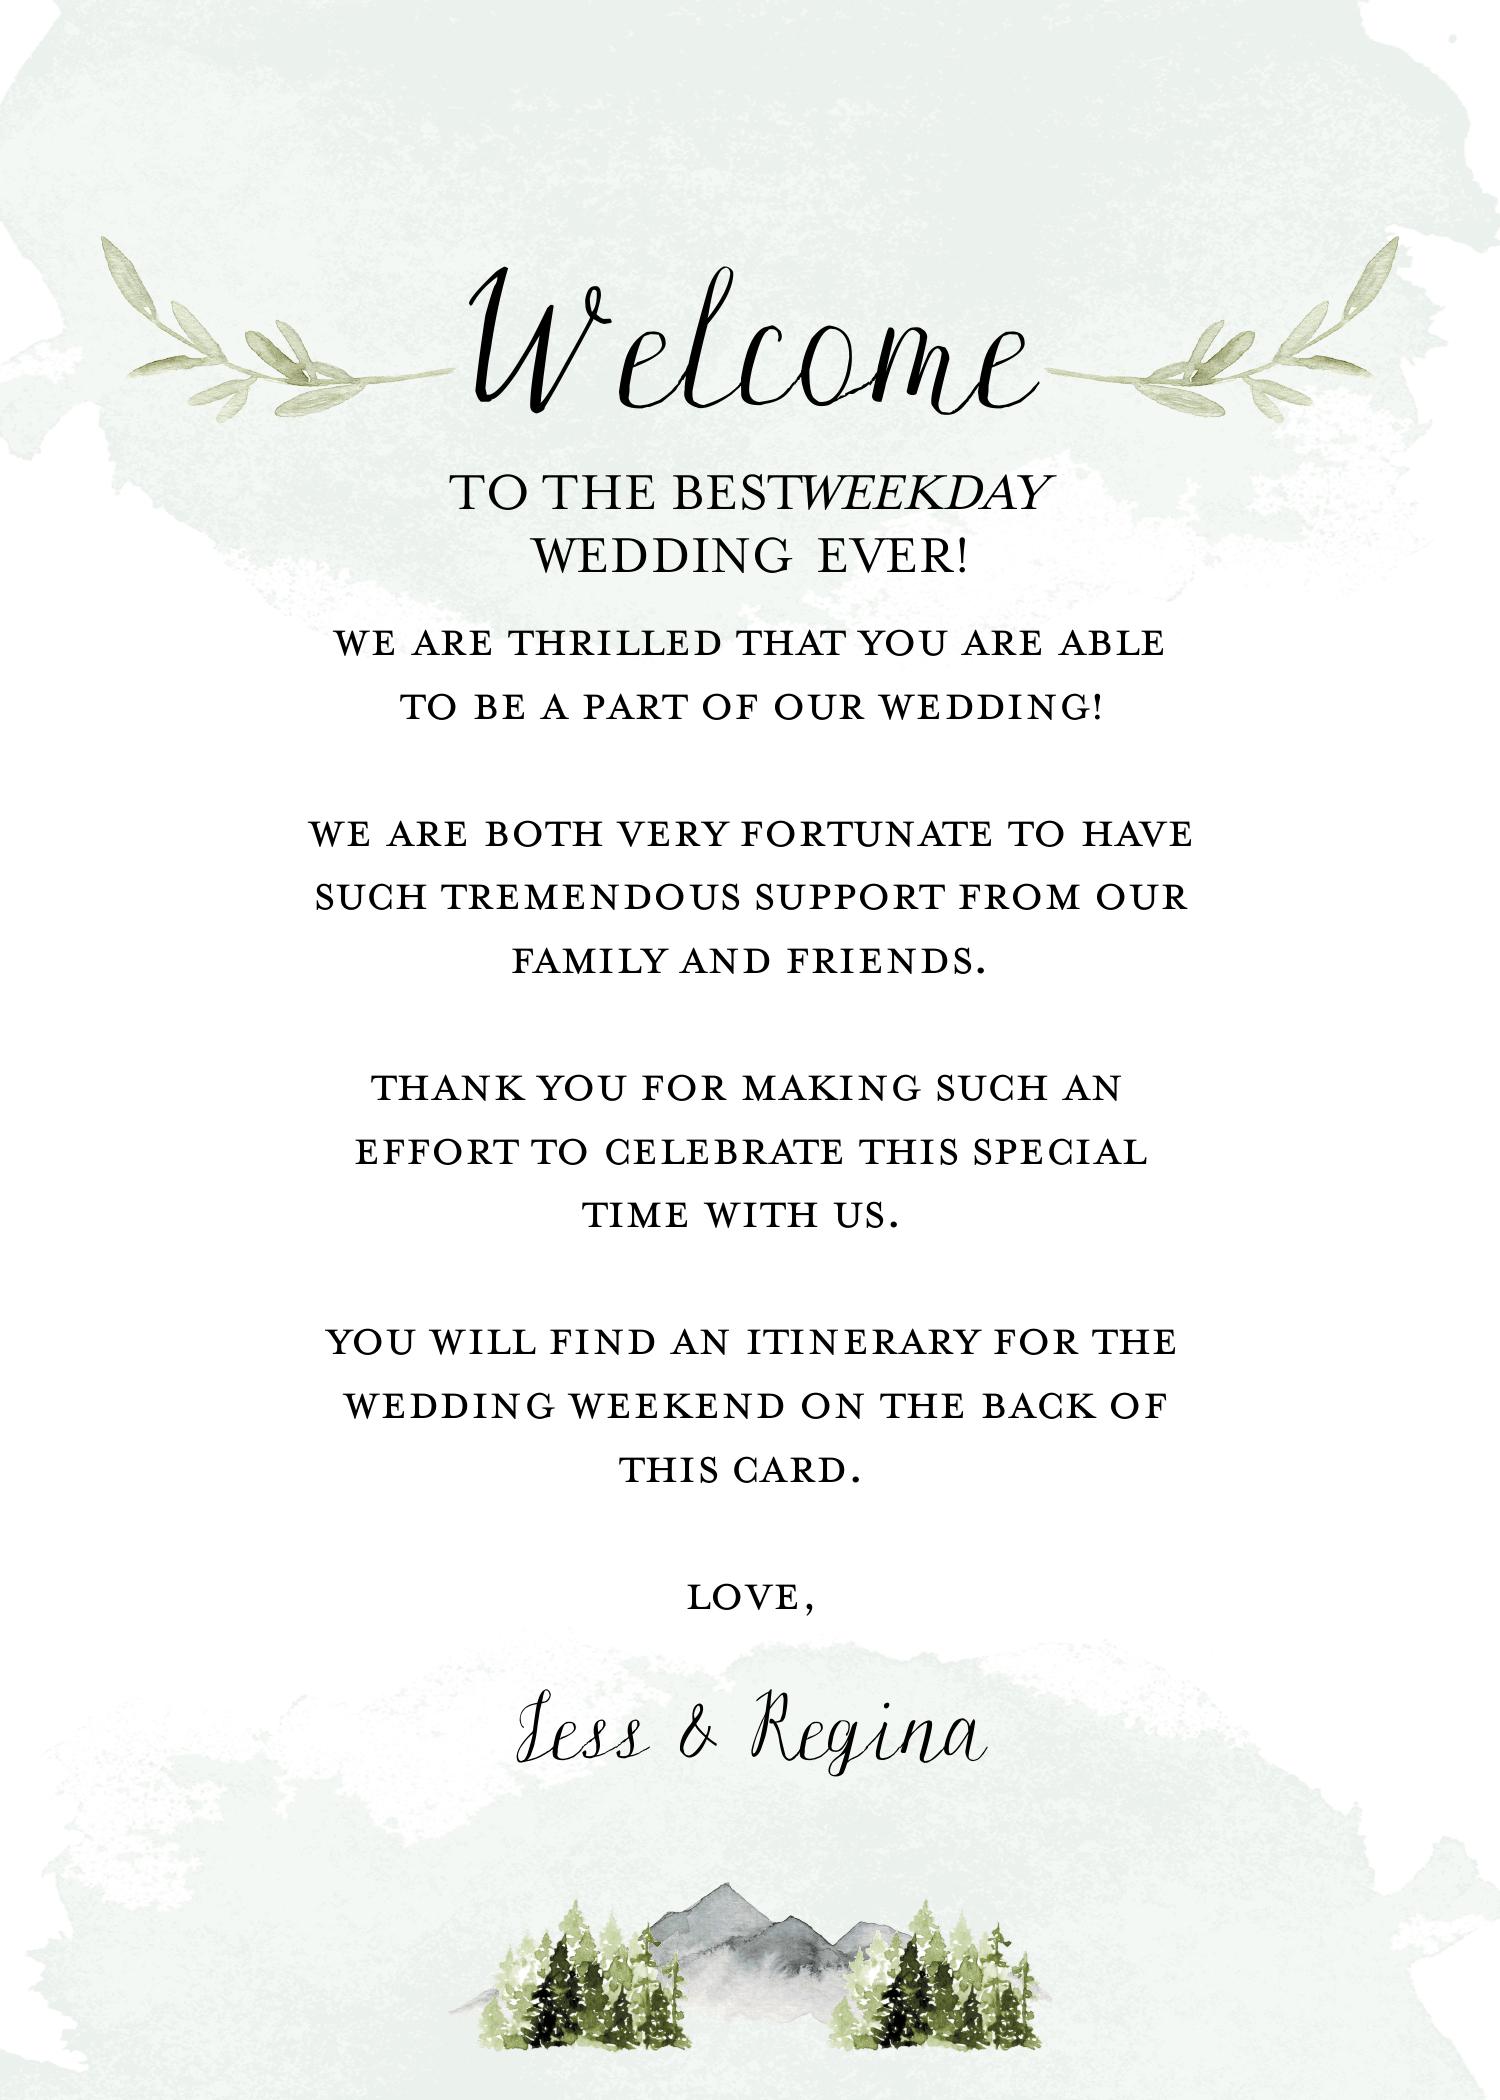 Welcome
TO THE BEST WEEKDAY
WEDDING EVER!
WE ARE THRILLED THAT YOU ARE ABLE
TO BE A PART OF OUR WEDDING!
WE ARE BOTH VERY FORTUNATE TO HAVE
SUCH TREMENDOUS SUPPORT FROM OUR
FAMILY AND FRIENDS.
THANK YOU FOR MAKING SUCH AN
EFFORT TO CELEBRATE THIS SPECIAL
TIME WITH US.
YOU WILL FIND AN ITINERARY FOR THE
WEDDING WEEKEND ON THE BACK OF
THIS CARD.
LOVE,
Jess & Regina